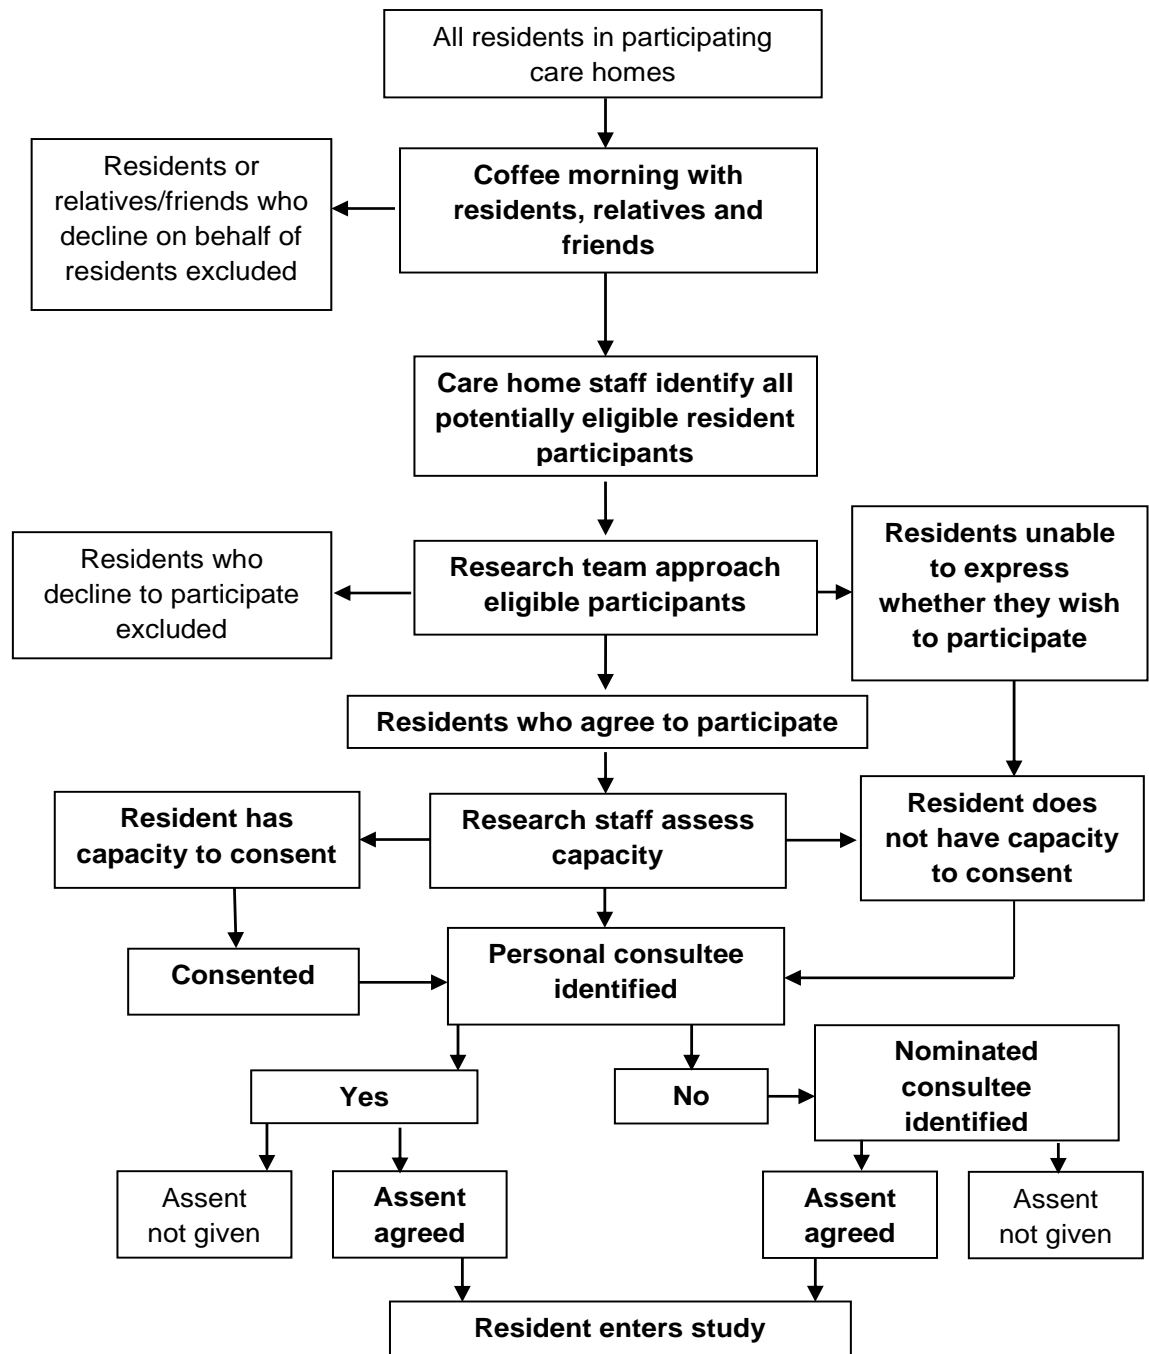 All residents in participating
care homes
Residents or
relatives/friends who
decline on behalf of
residents excluded
Coffee morning with
residents, relatives and
friends
Care home staff identify all
potentially eligible resident
participants
Residents who
decline to participate
excluded
Research team approach
eligible participants
Residents unable
to express
whether they wish
to participate
Residents who agree to participate
Resident has
capacity to consent
Research staff assess
capacity
Resident does
not have capacity
to consent
Consented
Personal consultee
identified
Yes
No
Nominated
consultee
identified
Assent
not given
Assent
agreed
Assent
agreed
Assent
not given
Resident enters study